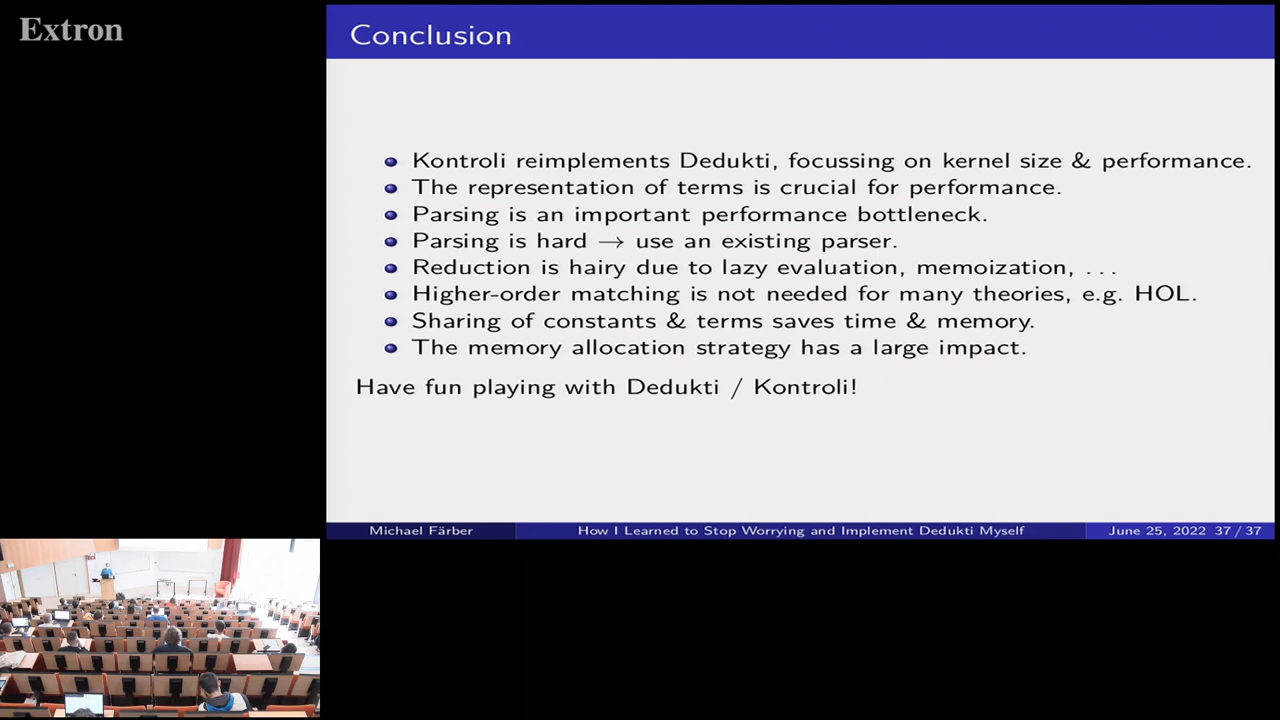 Extron
Conclusion
Kontroli reimplements Dedukti, focussing on kernel size & performance.
The representation of terms is crucial for performance.
Parsing is an important performance bottleneck.
Parsing is hard → use an existing parser.
Reduction is hairy due to lazy evaluation, memoization, ...
Higher-order matching is not needed for many theories, e.g. HOL.
Sharing of constants & terms saves time & memory.
The memory allocation strategy has a large impact.
Have fun playing with Dedukti / Kontroli!
Michael Färber
How I Learned to Stop Worrying and Implement Dedukti Myself
June 25, 2022 37 / 37